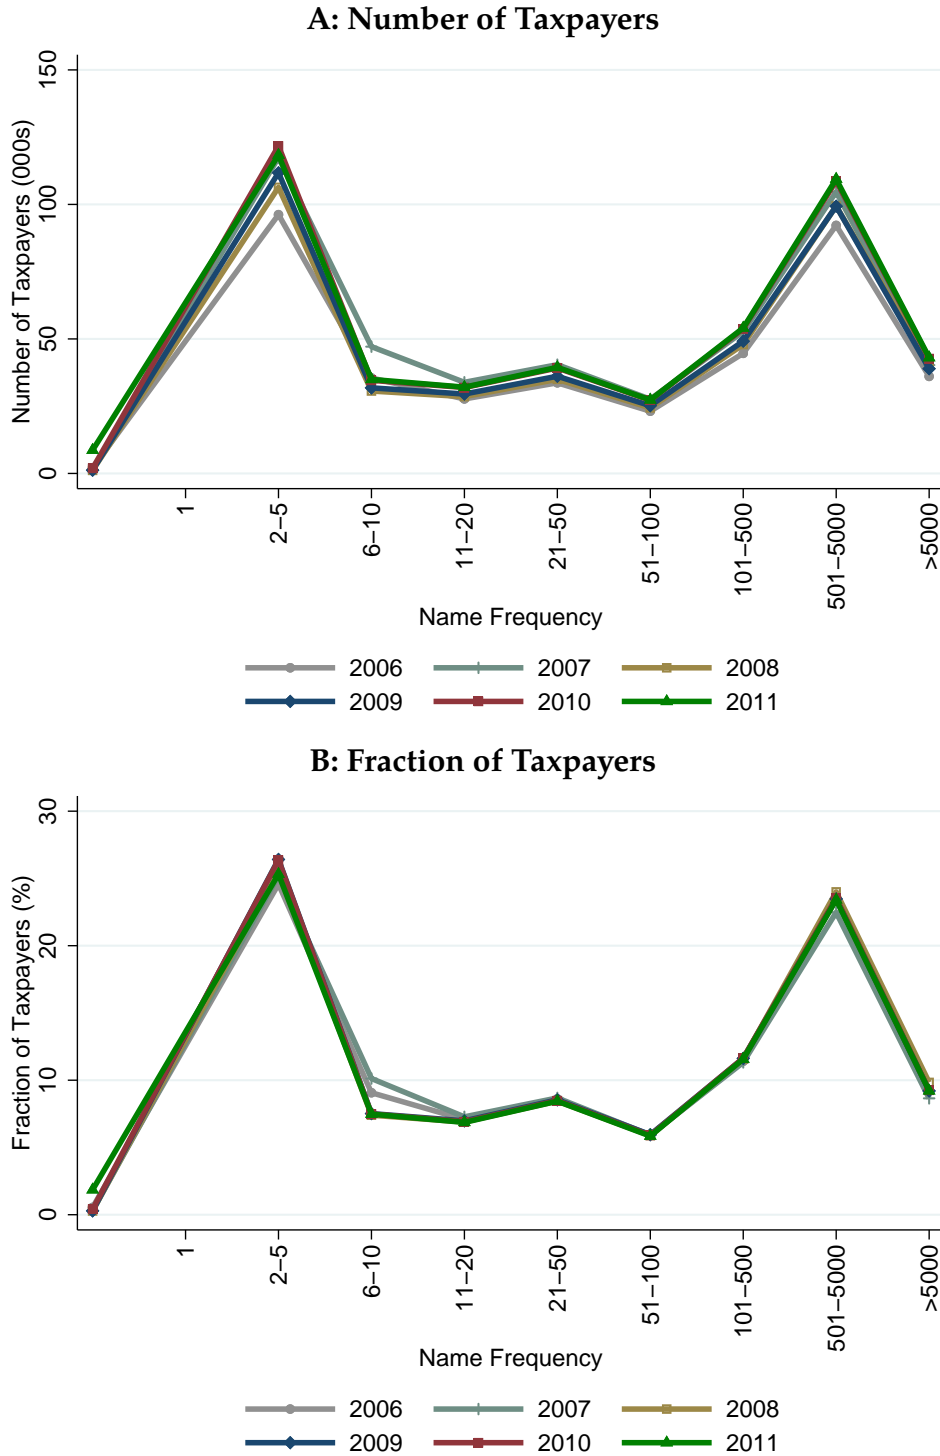 A: Number of Taxpayers
Number of Taxpayers (000s)
150
100
50
0
1
2−5
6−10
11−20
21−50
51−100
101−500
501−5000
>5000
Name Frequency
2006 2007 2008
2009 2010 2011
B: Fraction of Taxpayers
Fraction of Taxpayers (%)
30
20
10
0
1
2−5
6−10
11−20
21−50
51−100
101−500
501−5000
>5000
Name Frequency
2006 2007 2008
2009 2010 2011